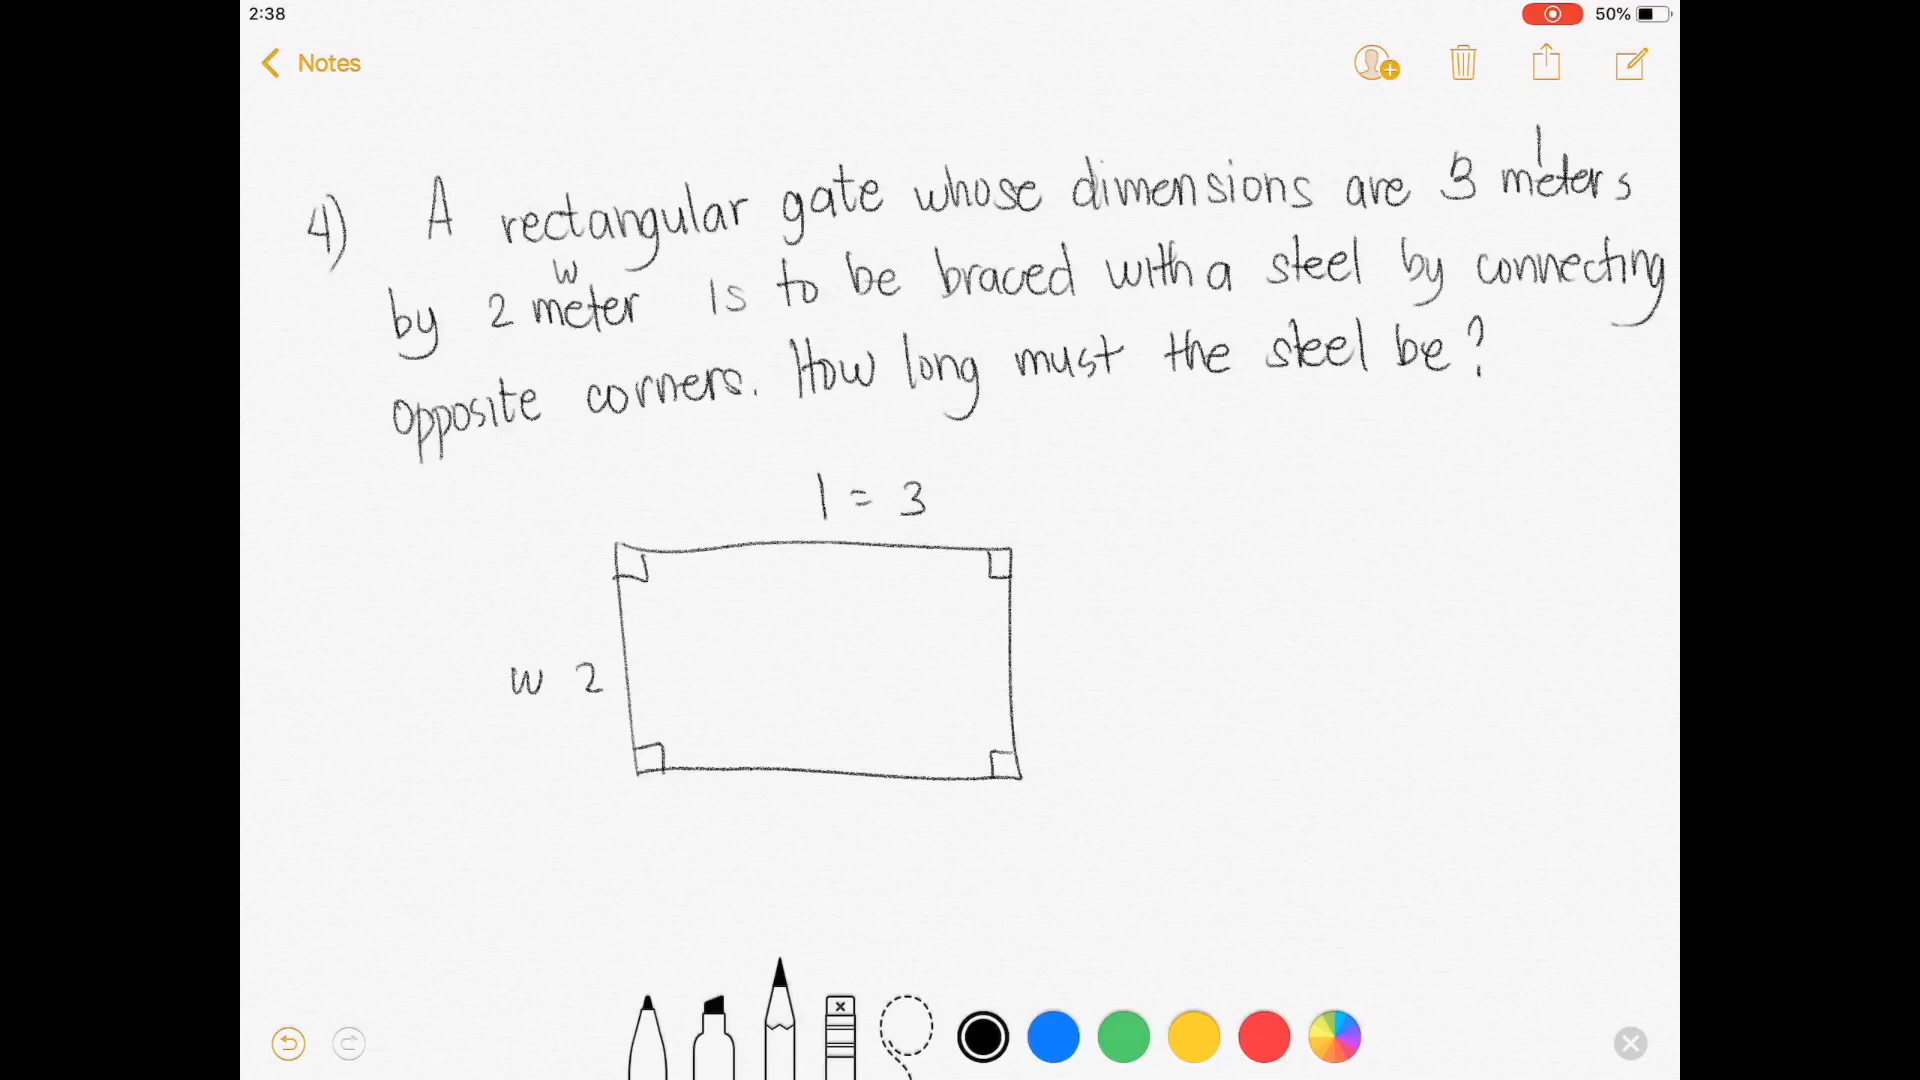 2:38
50%
Notes
l
4) A rectangular gate whose dimensions are 3 meters
w
by 2 meter is to be braced with a steel by connecting
opposite corners. How long must the steel be?
l = 3
w 2